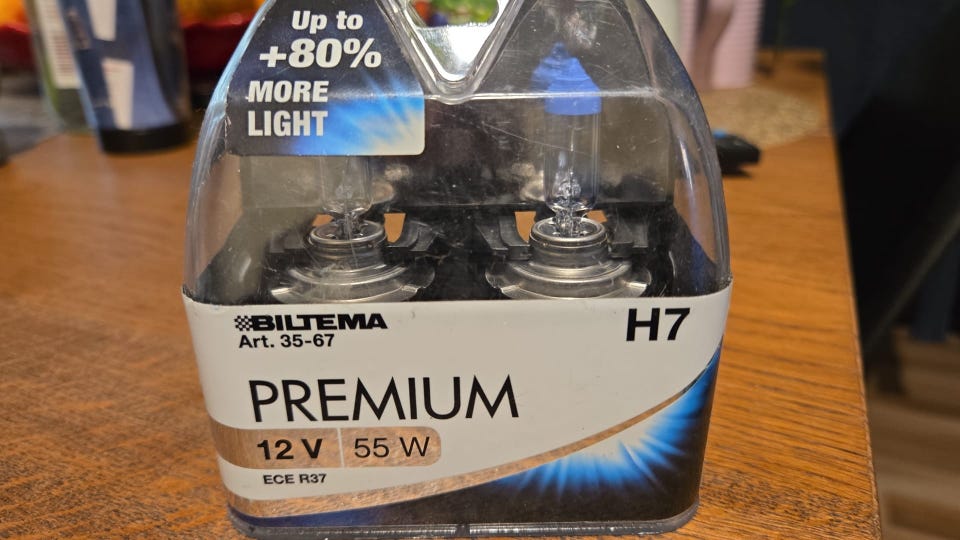 Up to
+80%
MORE
LIGHT
BILTEMA
Art. 35-67
H7
PREMIUM
12 V 55 W
ECE R37